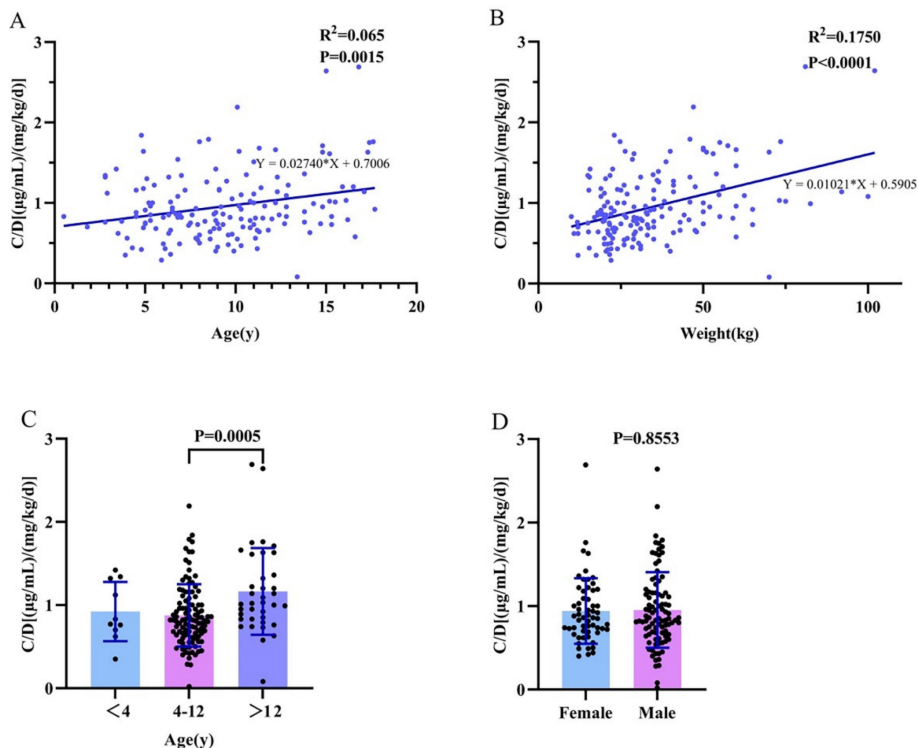 A
R²=0.065
P=0.0015
Y = 0.02740*X + 0.7006
C/D[(μg/mL)/(mg/kg/d)]
3
2
1
0
0 5 10 15 20
Age(y)
B
R²=0.1750
P<0.0001
Y = 0.01021*X + 0.5905
C/D[(μg/mL)/(mg/kg/d)]
3
2
1
0
0 50 100
Weight(kg)
C
P=0.0005
C/D[(μg/mL)/(mg/kg/d)]
3
2
1
0
<4 4-12 >12
Age(y)
D
P=0.8553
C/D[(μg/mL)/(mg/kg/d)]
3
2
1
0
Female Male